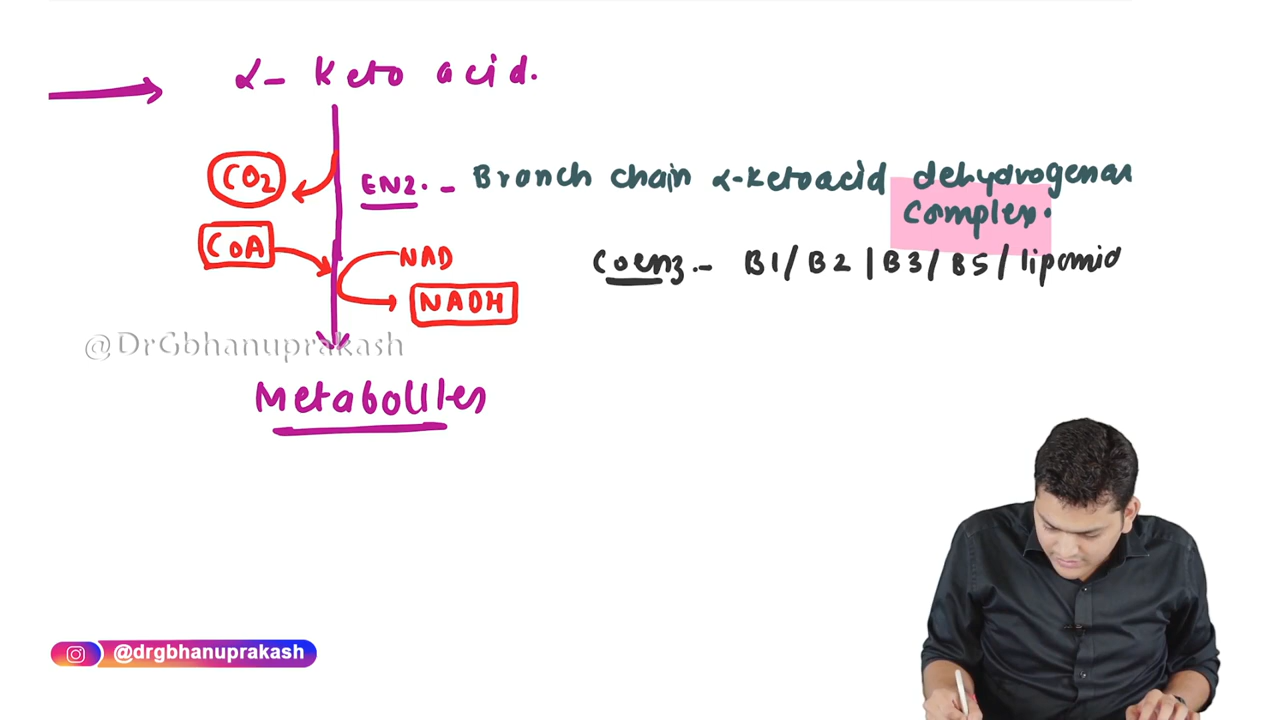 α- Keto acid.
CO2
ENZ. - Branch chain α-Ketoacid dehydrogenase
Complex.
CoA
NAD
Coenz.- B1/ B2 | B3/ B5 / lipamid
NADH
@DrGbhanuprakash
Metabolites
@drgbhanuprakash